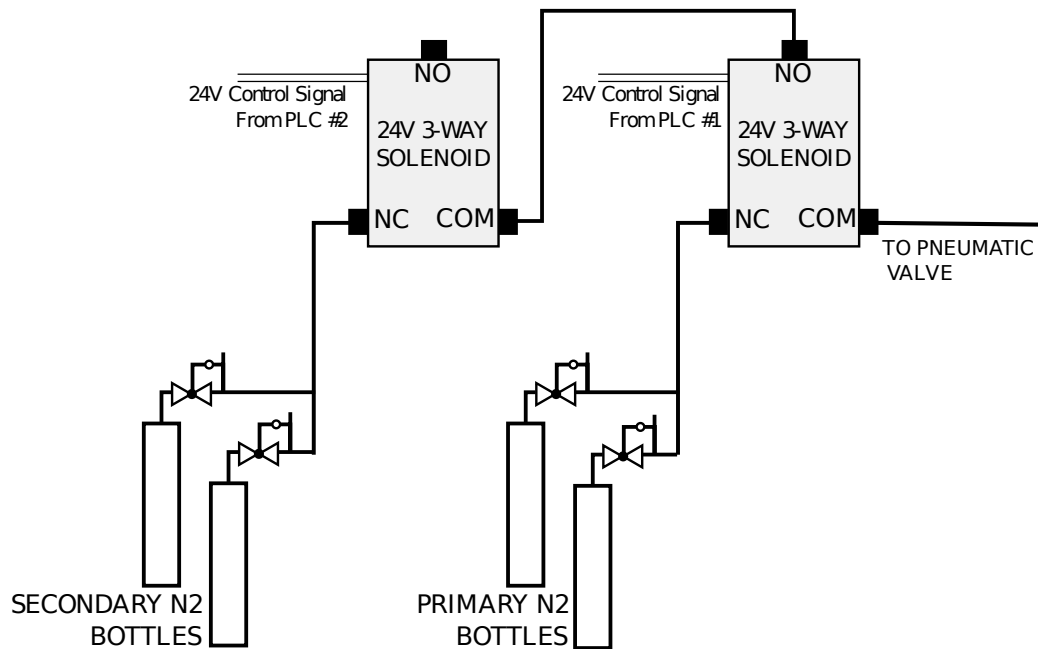 NO
24V Control Signal
From PLC #2
24V 3-WAY
SOLENOID
NC
COM
NO
24V Control Signal
From PLC #1
24V 3-WAY
SOLENOID
NC
COM
TO PNEUMATIC
VALVE
SECONDARY N2
BOTTLES
PRIMARY N2
BOTTLES